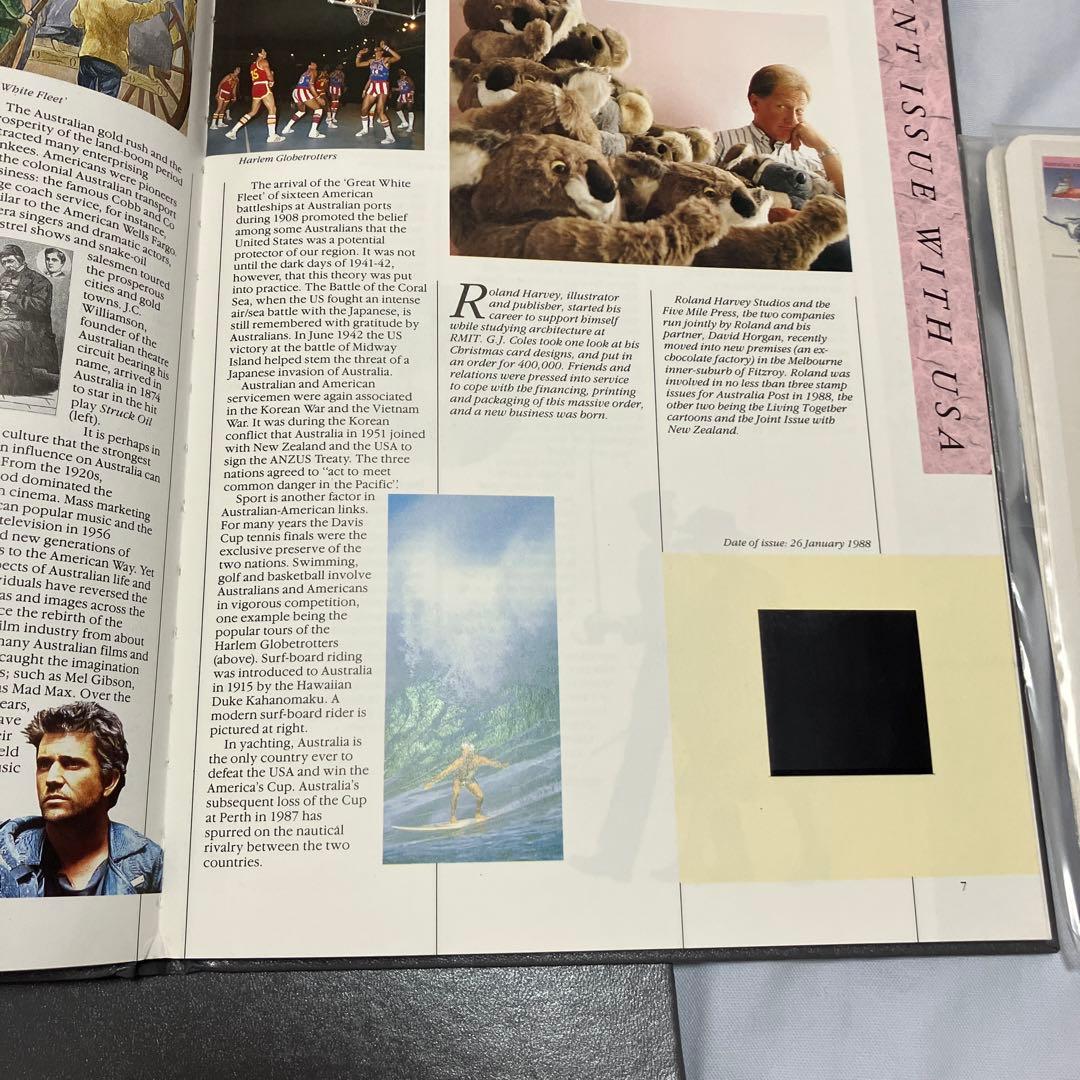 White Fleet'
The Australian gold rush and the
rosperity of the land-boom period
tracted many enterprising
nkees. Americans were pioneers
the colonial Australian transport
siness: the famous Cobb and Co
ge coach service, for instance,
ilar to the American Wells Fargo.
era singers and dramatic actors,
strel shows and snake-oil
salesmen toured
the prosperous
cities and gold
towns. J.C.
Williamson,
founder of the
Australian theatre
circuit bearing his
name, arrived in
Australia in 1874
to star in the hit
play Struck Oil
(left).
It is perhaps in
culture that the strongest
n influence on Australia can
From the 1920s,
od dominated the
n cinema. Mass marketing
can popular music and the
television in 1956
d new generations of
s to the American Way. Yet
pects of Australian life and
viduals have reversed the
as and images across the
ce the rebirth of the
ilm industry from about
many Australian films and
caught the imagination
s; such as Mel Gibson,
as Mad Max. Over the
ears,
ave
eir
eld
usic
Harlem Globetrotters
The arrival of the 'Great White
Fleet' of sixteen American
battleships at Australian ports
during 1908 promoted the belief
among some Australians that the
United States was a potential
protector of our region. It was not
until the dark days of 1941-42,
however, that this theory was put
into practice. The Battle of the Coral
Sea, when the US fought an intense
air/sea battle with the Japanese, is
still remembered with gratitude by
Australians. In June 1942 the US
victory at the battle of Midway
Island helped stem the threat of a
Japanese invasion of Australia.
Australian and American
servicemen were again associated
in the Korean War and the Vietnam
War. It was during the Korean
conflict that Australia in 1951 joined
with New Zealand and the USA to
sign the ANZUS Treaty. The three
nations agreed to "act to meet
common danger in the Pacific".
Sport is another factor in
Australian-American links.
For many years the Davis
Cup tennis finals were the
exclusive preserve of the
two nations. Swimming,
golf and basketball involve
Australians and Americans
in vigorous competition,
one example being the
popular tours of the
Harlem Globetrotters
(above). Surf-board riding
was introduced to Australia
in 1915 by the Hawaiian
Duke Kahanomaku. A
modern surf-board rider is
pictured at right.
In yachting, Australia is
the only country ever to
defeat the USA and win the
America's Cup. Australia's
subsequent loss of the Cup
at Perth in 1987 has
spurred on the nautical
rivalry between the two
countries.
Roland Harvey, illustrator
and publisher, started his
career to support himself
while studying architecture at
RMIT. G.J. Coles took one look at his
Christmas card designs, and put in
an order for 400,000. Friends and
relations were pressed into service
to cope with the financing, printing
and packaging of this massive order,
and a new business was born.
Roland Harvey Studios and the
Five Mile Press, the two companies
run jointly by Roland and his
partner, David Horgan, recently
moved into new premises (an ex-
chocolate factory) in the Melbourne
inner-suburb of Fitzroy. Roland was
involved in no less than three stamp
issues for Australia Post in 1988, the
other two being the Living Together
cartoons and the Joint Issue with
New Zealand.
Date of issue: 26 January 1988
7
NT ISSUE WITH USA